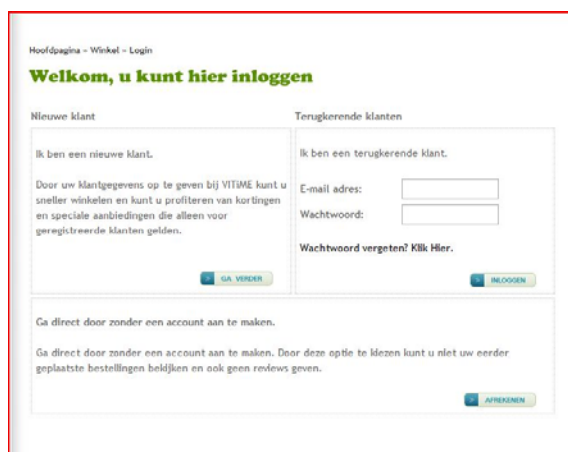 Hoofdpagina – Winkel – Login
Welkom, u kunt hier inloggen
Nieuwe klant
Ik ben een nieuwe klant.
Door uw klantgegevens op te geven bij VITiME kunt u
sneller winkelen en kunt u profiteren van kortingen
en speciale aanbiedingen die alleen voor
geregistreerde klanten gelden.
GA VERDER
Terugkerende klanten
Ik ben een terugkerende klant.
E-mail adres:
Wachtwoord:
Wachtwoord vergeten? Klik Hier.
INLOGGEN
Ga direct door zonder een account aan te maken.
Ga direct door zonder een account aan te maken. Door deze optie te kiezen kunt u niet uw eerder
geplaatste bestellingen bekijken en ook geen reviews geven.
AFREKENEN